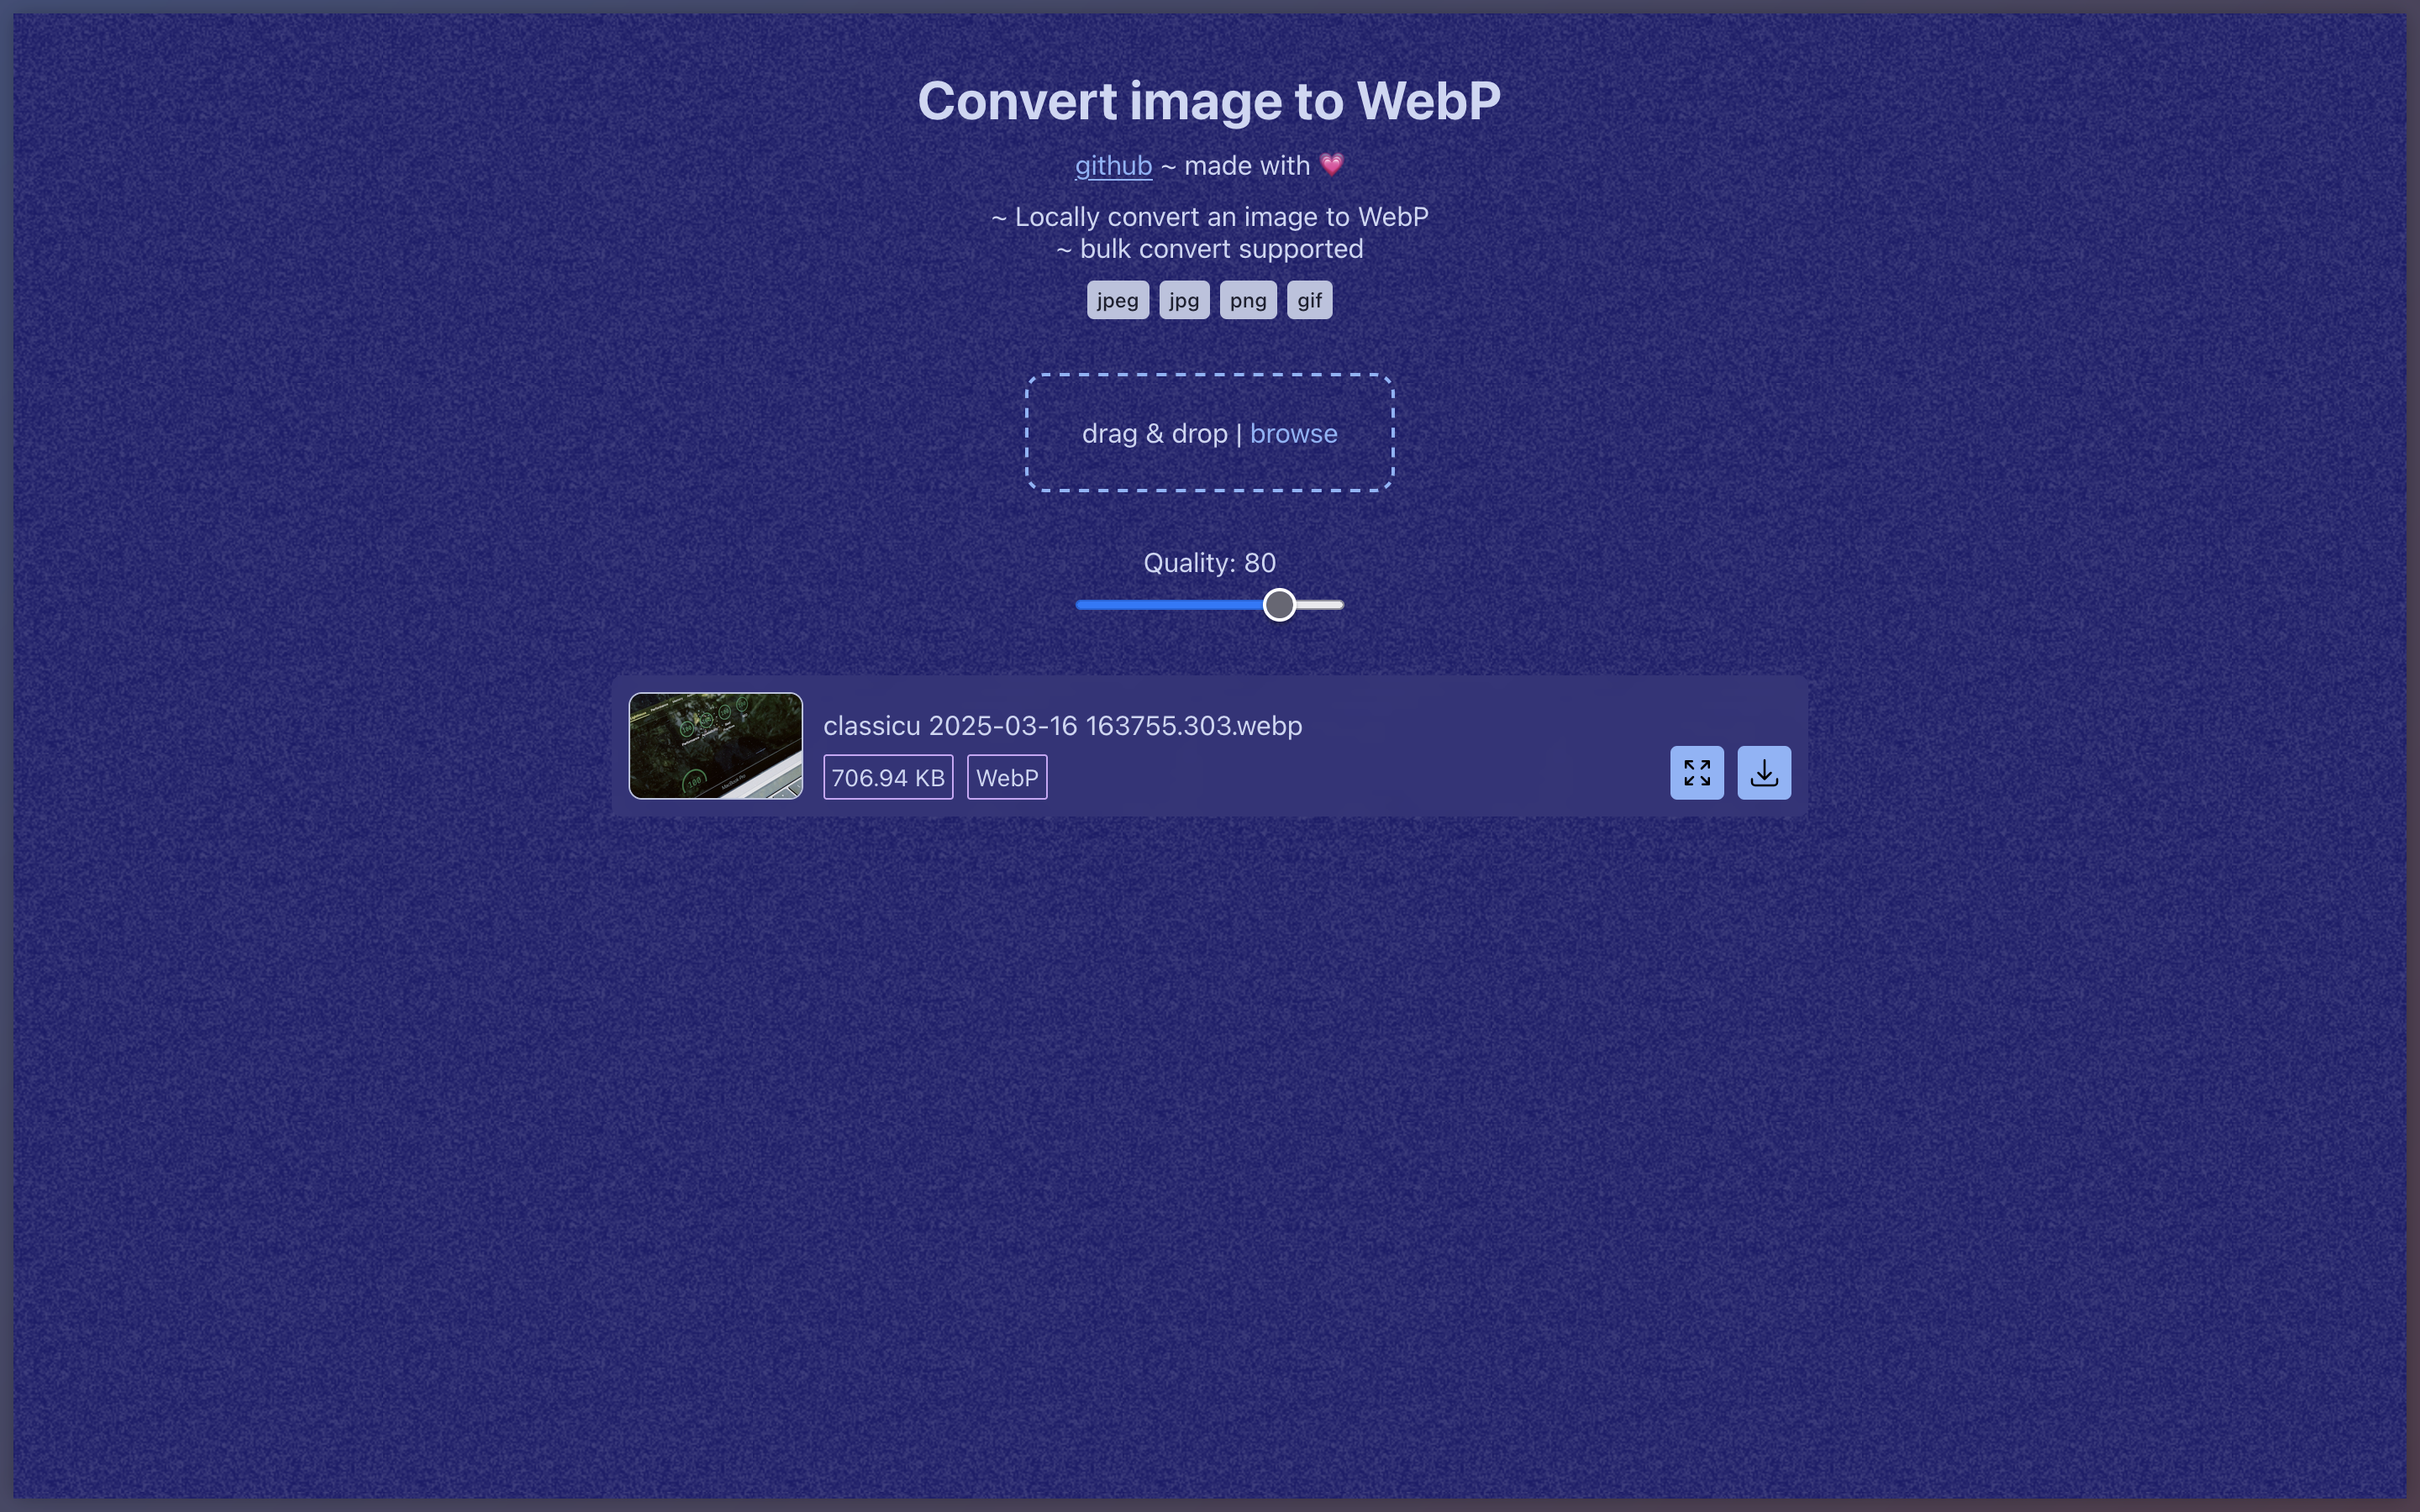 Convert image to WebP
github ~ made with 💗
~ Locally convert an image to WebP
~ bulk convert supported
jpeg jpg png gif
drag & drop | browse
Quality: 80
classicu 2025-03-16 163755.303.webp
706.94 KB WebP